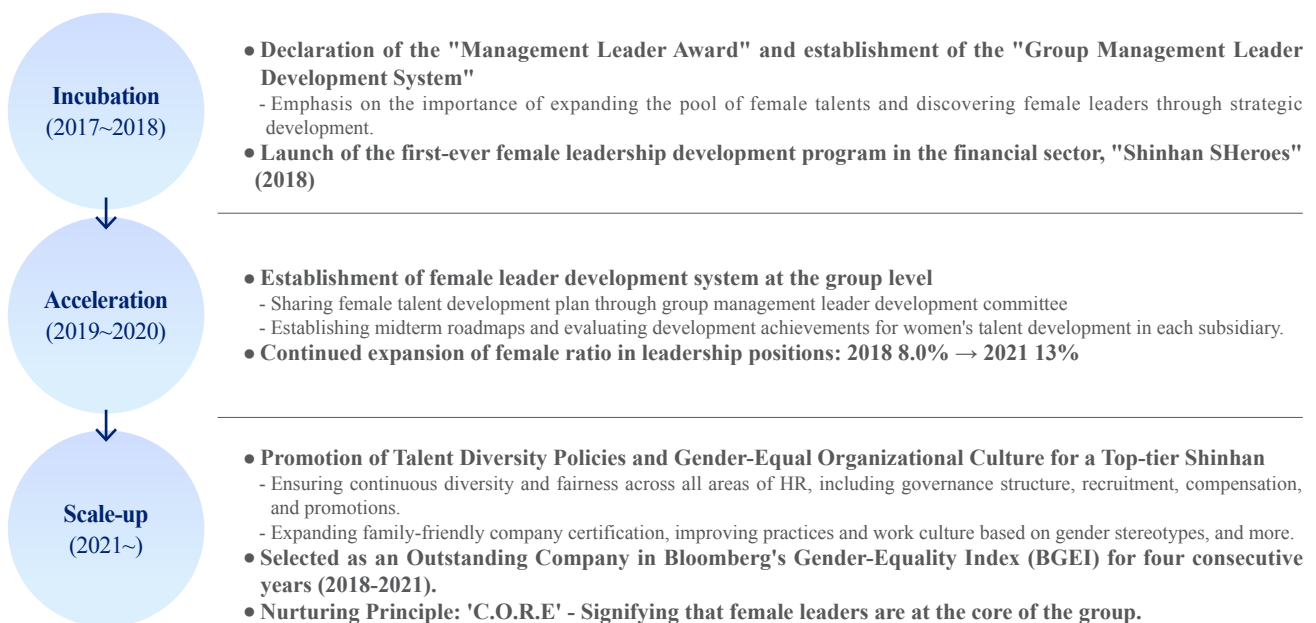 Incubation
(2017~2018)
● Declaration of the "Management Leader Award" and establishment of the "Group Management Leader
Development System"
- Emphasis on the importance of expanding the pool of female talents and discovering female leaders through strategic
development.
● Launch of the first-ever female leadership development program in the financial sector, "Shinhan SHeroes"
(2018)
Acceleration
(2019~2020)
● Establishment of female leader development system at the group level
- Sharing female talent development plan through group management leader development committee
- Establishing midterm roadmaps and evaluating development achievements for women's talent development in each subsidiary.
● Continued expansion of female ratio in leadership positions: 2018 8.0% → 2021 13%
Scale-up
(2021~)
● Promotion of Talent Diversity Policies and Gender-Equal Organizational Culture for a Top-tier Shinhan
- Ensuring continuous diversity and fairness across all areas of HR, including governance structure, recruitment, compensation,
and promotions.
- Expanding family-friendly company certification, improving practices and work culture based on gender stereotypes, and more.
● Selected as an Outstanding Company in Bloomberg's Gender-Equality Index (BGEI) for four consecutive
years (2018-2021).
● Nurturing Principle: 'C.O.R.E' - Signifying that female leaders are at the core of the group.